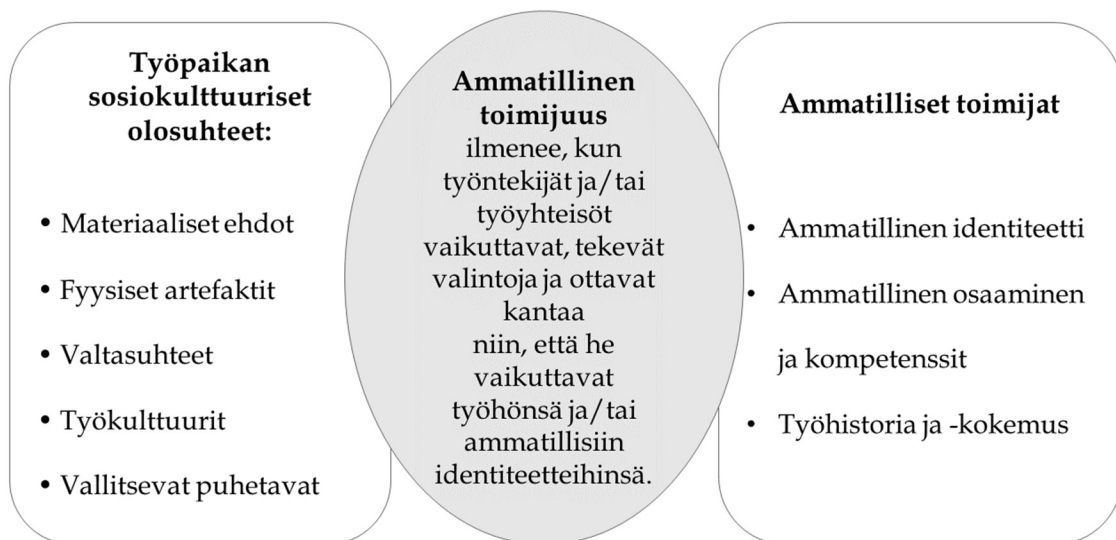 Työpaikan
sosiokulttuuriset
olosuhteet:
• Materiaaliset ehdot
• Fyysiset artefaktit
• Valtasuhteet
• Työkulttuurit
• Vallitsevat puhetavat
Ammatillinen
toimijuus
ilmenee, kun
työntekijät ja/tai
työyhteisöt
vaikuttavat, tekevät
valintoja ja ottavat
kantaa
niin, että he
vaikuttavat
työhönsä ja/tai
ammatillisiin
identiteetteihinsä.
Ammatilliset toimijat
• Ammatillinen identiteetti
• Ammatillinen osaaminen
ja kompetenssit
• Työhistoria ja -kokemus